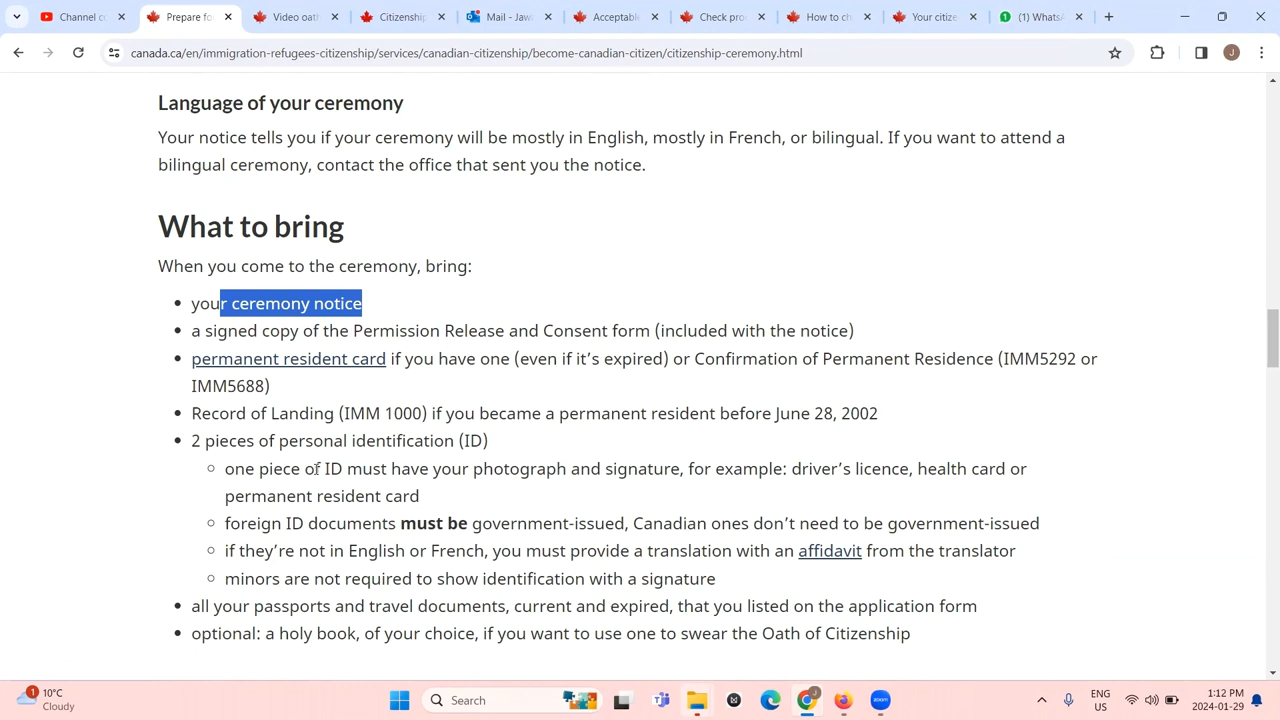 Channel c
Prepare fo
Video oat
Citizenship
Mail - Jaw
Acceptable
Check pro
How to c
Your citize
(1) WhatsA
canada.ca/en/immigration-refugees-citizenship/services/canadian-citizenship/become-canadian-citizen/citizenship-ceremony.html
J
Language of your ceremony
Your notice tells you if your ceremony will be mostly in English, mostly in French, or bilingual. If you want to attend a
bilingual ceremony, contact the office that sent you the notice.
What to bring
When you come to the ceremony, bring:
• your ceremony notice
• a signed copy of the Permission Release and Consent form (included with the notice)
• permanent resident card if you have one (even if it's expired) or Confirmation of Permanent Residence (IMM5292 or
IMM5688)
• Record of Landing (IMM 1000) if you became a permanent resident before June 28, 2002
• 2 pieces of personal identification (ID)
◦ one piece of ID must have your photograph and signature, for example: driver's licence, health card or
permanent resident card
◦ foreign ID documents must be government-issued, Canadian ones don't need to be government-issued
◦ if they're not in English or French, you must provide a translation with an affidavit from the translator
◦ minors are not required to show identification with a signature
• all your passports and travel documents, current and expired, that you listed on the application form
• optional: a holy book, of your choice, if you want to use one to swear the Oath of Citizenship
1
10°C
Cloudy
Search
zoom
ENG
US
1:12 PM
2024-01-29